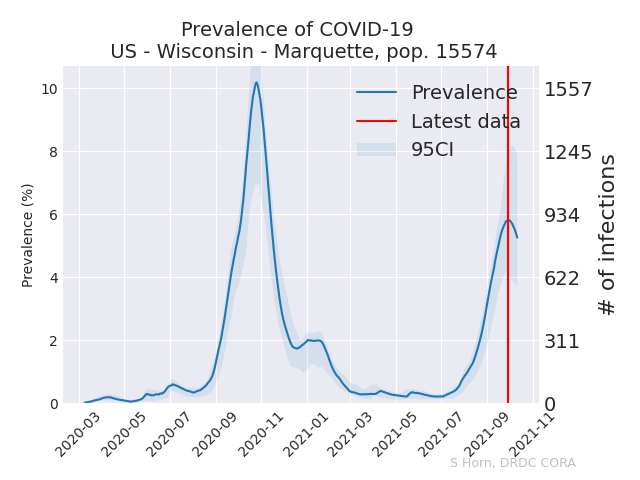 Prevalence of COVID-19
US - Wisconsin - Marquette, pop. 15574
Prevalence (%)
10
8
6
4
2
0
Prevalence
Latest data
95CI
1557
1245
934
622
311
0
# of infections
2020-03
2020-05
2020-07
2020-09
2020-11
2021-01
2021-03
2021-05
2021-07
2021-09
2021-11
S Horn, DRDC CORA